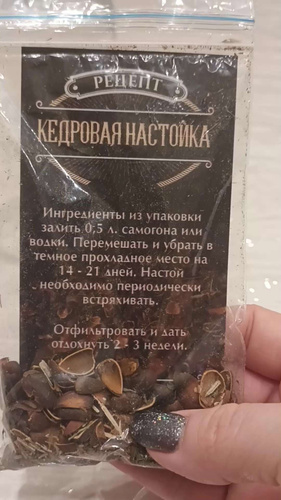 РЕЦЕПТ
КЕДРОВАЯ НАСТОЙКА
Ингредиенты из упаковки
залить 0,5 л. самогона или
водки. Перемешать и убрать в
темное прохладное место на
14 - 21 дней. Настой
необходимо периодически
встряхивать.
Отфильтровать и дать
отдохнуть 2 - 3 недели.